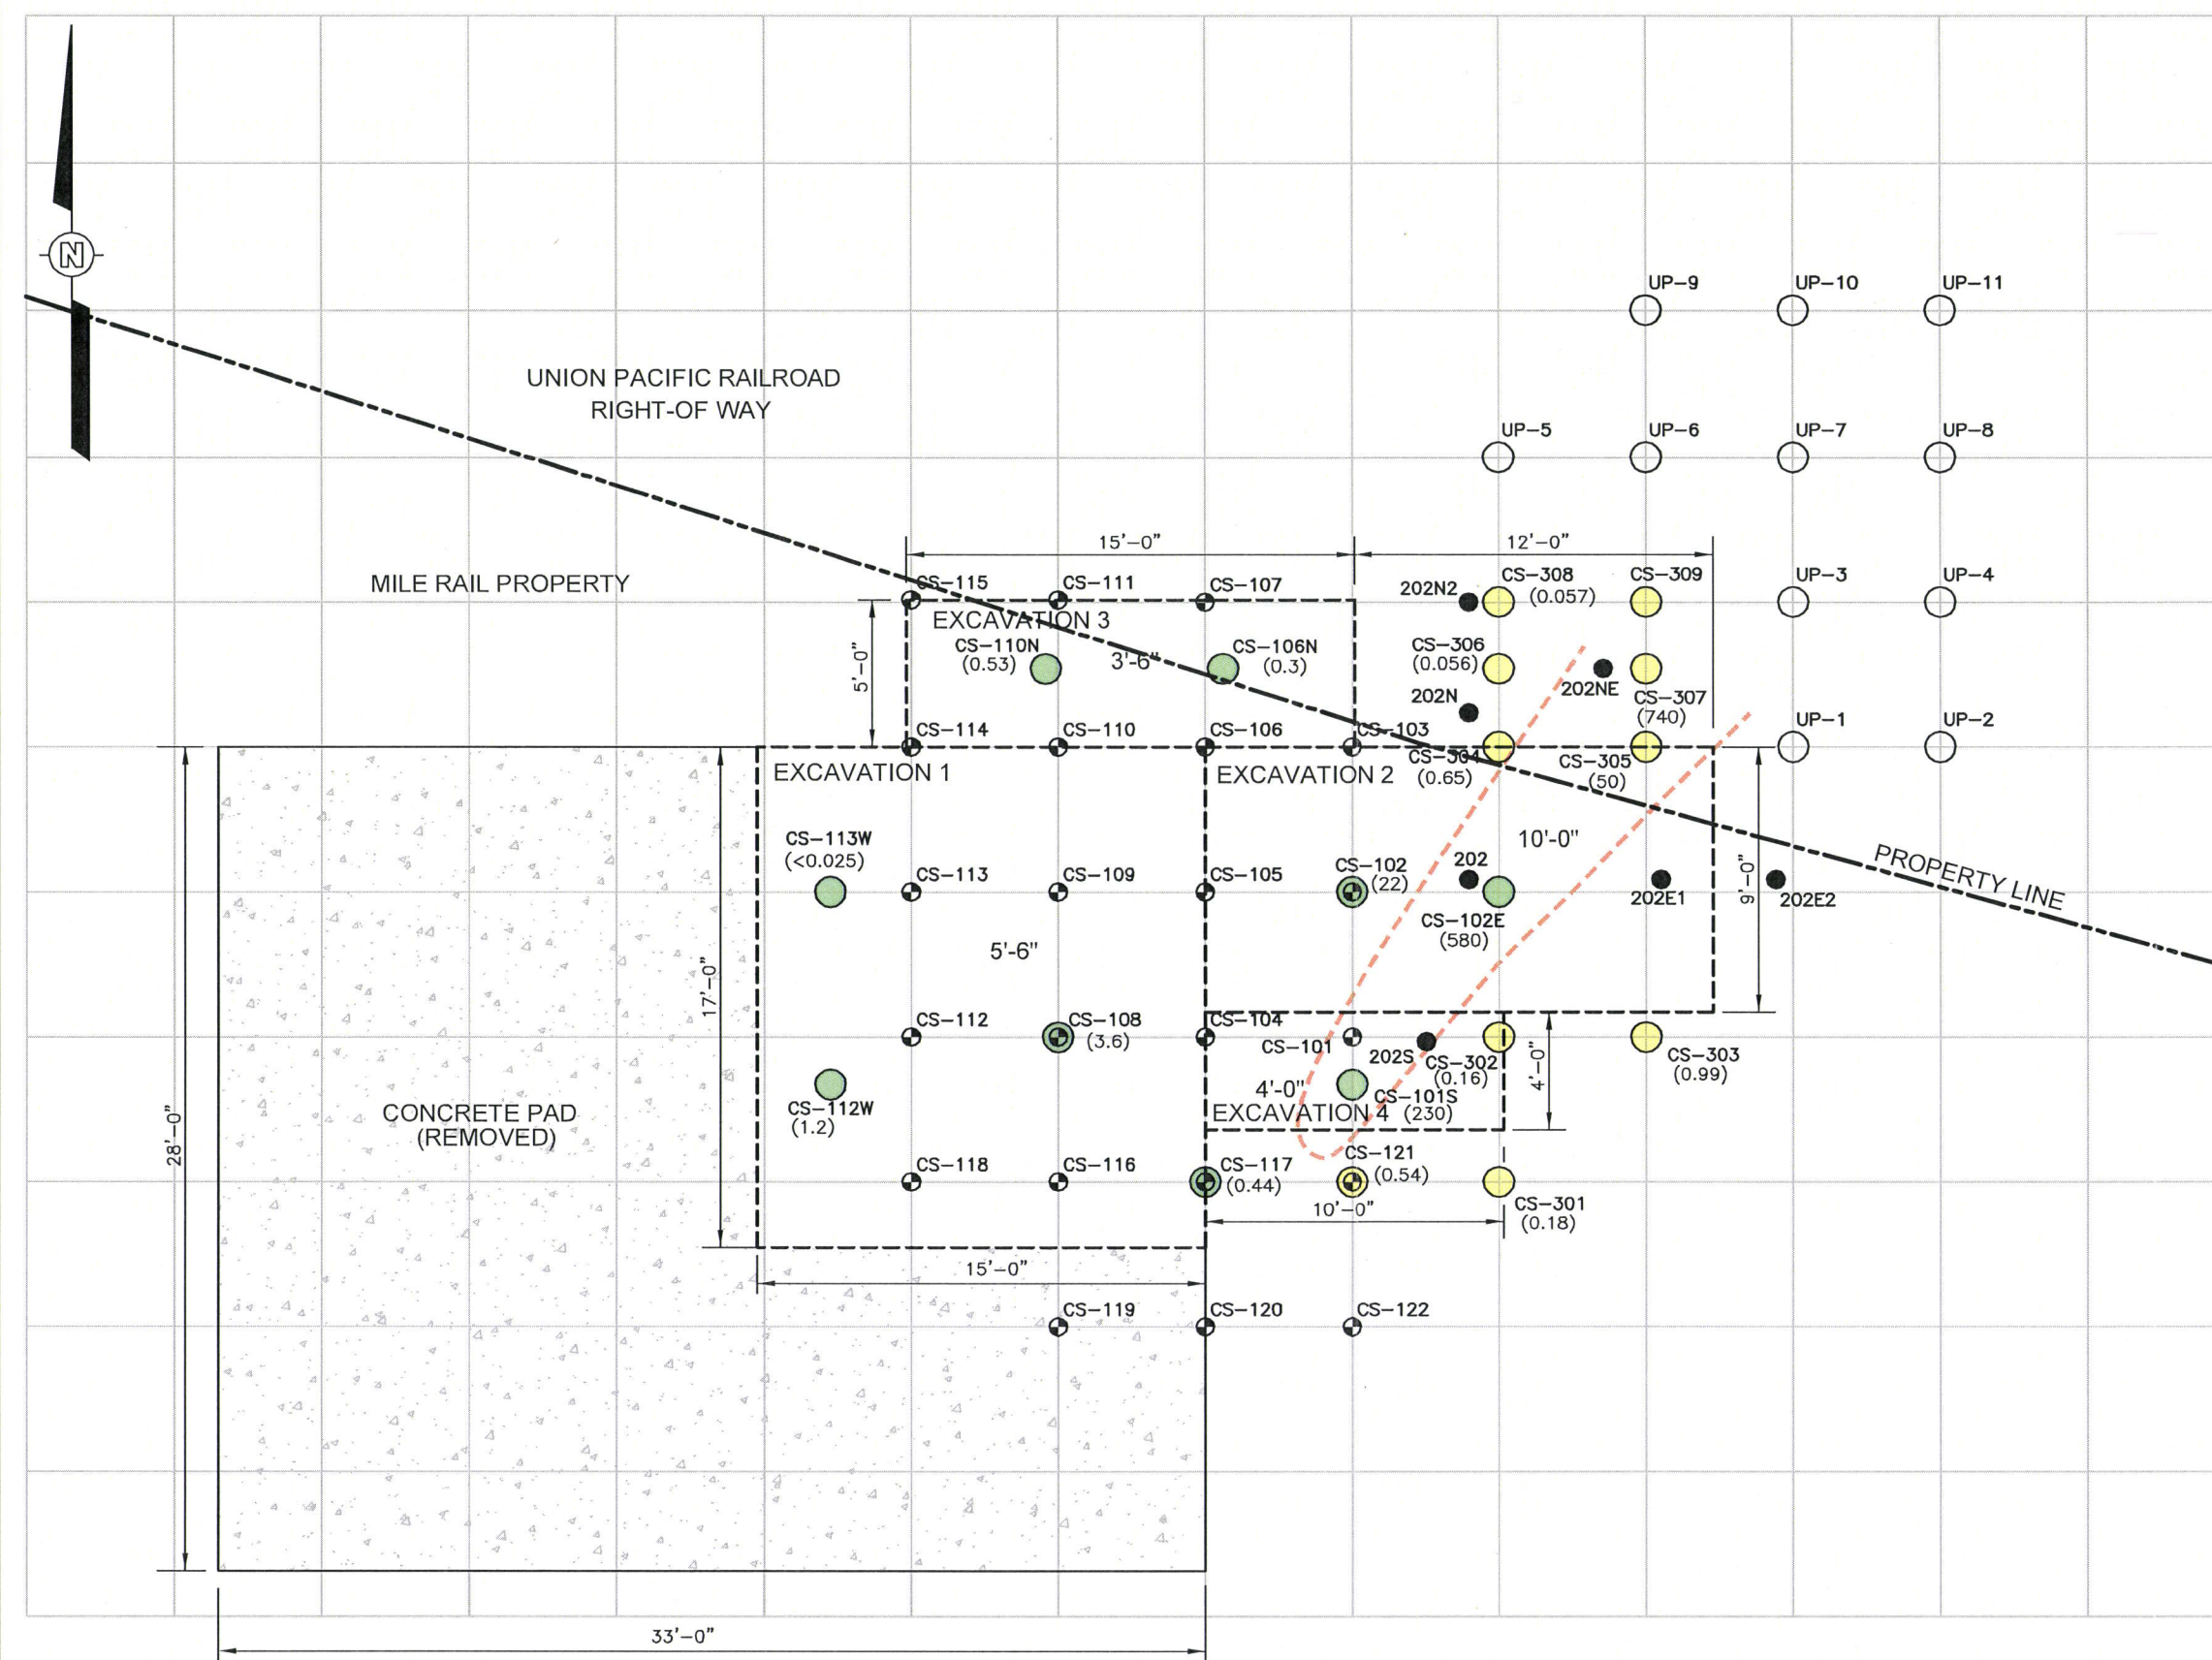 N
UNION PACIFIC RAILROAD
RIGHT-OF WAY
MILE RAIL PROPERTY
UP-9
UP-10
UP-11
UP-5
UP-6
UP-7
UP-8
15'-0"
12'-0"
CS-115
CS-111
CS-107
202N2
CS-308
(0.057)
CS-309
UP-3
UP-4
EXCAVATION 3
5'-0"
CS-110N
(0.53)
3'-6"
CS-106N
(0.3)
CS-306
(0.056)
202NE
202N
CS-307
(740)
UP-1
UP-2
CS-114
CS-110
CS-106
CS-103
CS-304
(0.65)
CS-305
(50)
EXCAVATION 1
EXCAVATION 2
CS-113W
(<0.025)
CS-113
CS-109
CS-105
CS-102
(22)
202
10'-0"
CS-102E
(580)
202E1
9'-0"
202E2
PROPERTY LINE
5'-6"
17'-0"
CS-112
CS-108
(3.6)
CS-104
CS-101
202S
CS-302
(0.16)
4'-0"
CS-303
(0.99)
28'-0"
CONCRETE PAD
(REMOVED)
CS-112W
(1.2)
4'-0"
CS-101S
(230)
EXCAVATION 4
CS-118
CS-116
CS-117
(0.44)
CS-121
(0.54)
CS-301
(0.18)
10'-0"
15'-0"
CS-119
CS-120
CS-122
33'-0"